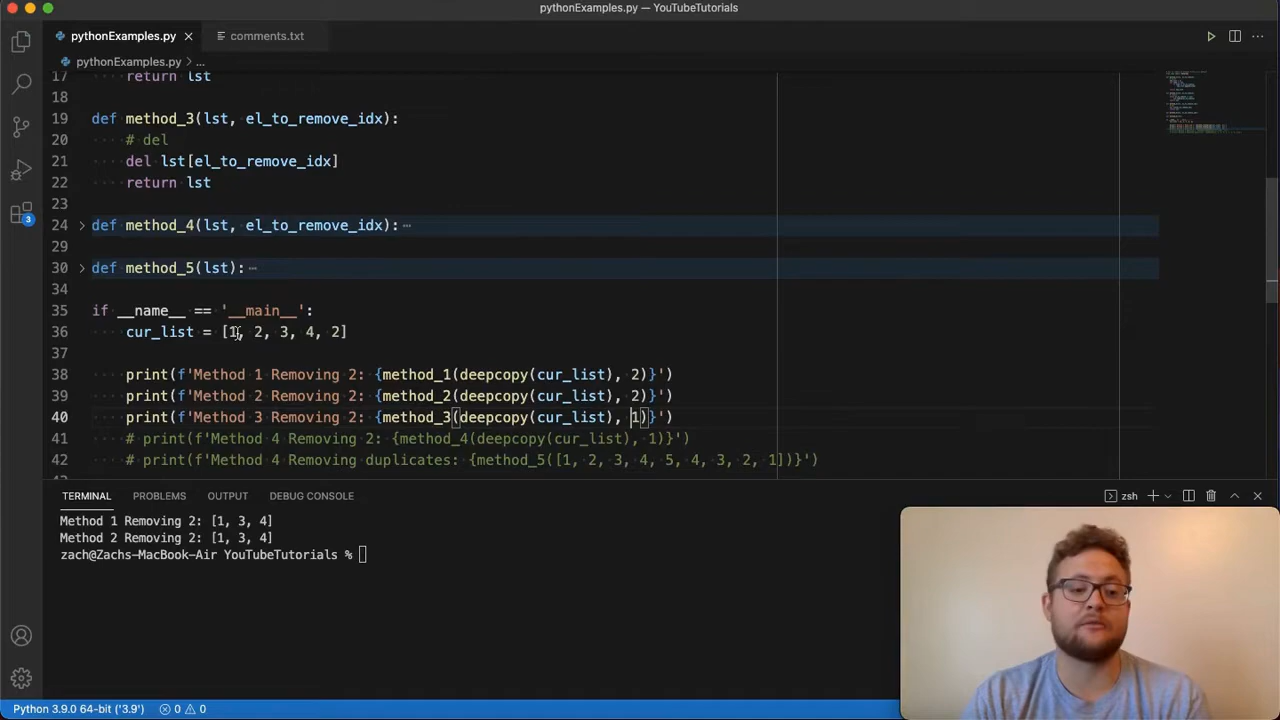 pythonExamples.py — YouTubeTutorials
pythonExamples.py
comments.txt
pythonExamples.py > ...
17 return lst
18
19 def method_3(lst, el_to_remove_idx):
20 # del
21 del lst[el_to_remove_idx]
22 return lst
23
24 def method_4(lst, el_to_remove_idx): ⋯
29
30 def method_5(lst): ⋯
34
35 if __name__ == '__main__':
36 cur_list = [1, 2, 3, 4, 2]
37
38 print(f'Method 1 Removing 2: {method_1(deepcopy(cur_list), 2)}')
39 print(f'Method 2 Removing 2: {method_2(deepcopy(cur_list), 2)}')
40 print(f'Method 3 Removing 2: {method_3(deepcopy(cur_list), 1)}')
41 # print(f'Method 4 Removing 2: {method_4(deepcopy(cur_list), 1)}')
42 # print(f'Method 4 Removing duplicates: {method_5([1, 2, 3, 4, 5, 4, 3, 2, 1])}')
3
TERMINAL PROBLEMS OUTPUT DEBUG CONSOLE
zsh
Method 1 Removing 2: [1, 3, 4]
Method 2 Removing 2: [1, 3, 4]
zach@Zachs-MacBook-Air YouTubeTutorials %
Python 3.9.0 64-bit ('3.9') 0 0